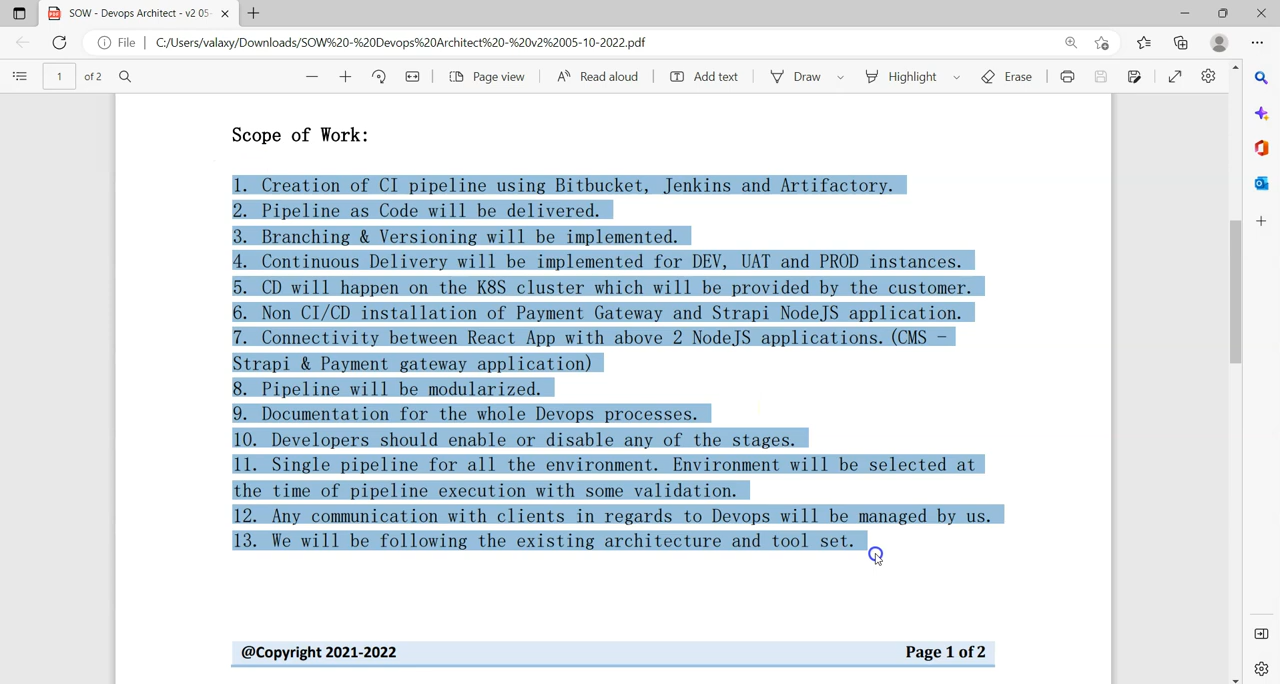 SOW - Devops Architect - v2 05-
File
C:/Users/valaxy/Downloads/SOW%20-%20Devops%20Architect%20-%20v2%2005-10-2022.pdf
1 of 2
Page view
Read aloud
Add text
Draw
Highlight
Erase
Scope of Work:
1. Creation of CI pipeline using Bitbucket, Jenkins and Artifactory.
2. Pipeline as Code will be delivered.
3. Branching & Versioning will be implemented.
4. Continuous Delivery will be implemented for DEV, UAT and PROD instances.
5. CD will happen on the K8S cluster which will be provided by the customer.
6. Non CI/CD installation of Payment Gateway and Strapi NodeJS application.
7. Connectivity between React App with above 2 NodeJS applications.(CMS –
Strapi & Payment gateway application)
8. Pipeline will be modularized.
9. Documentation for the whole Devops processes.
10. Developers should enable or disable any of the stages.
11. Single pipeline for all the environment. Environment will be selected at
the time of pipeline execution with some validation.
12. Any communication with clients in regards to Devops will be managed by us.
13. We will be following the existing architecture and tool set.
@Copyright 2021-2022
Page 1 of 2